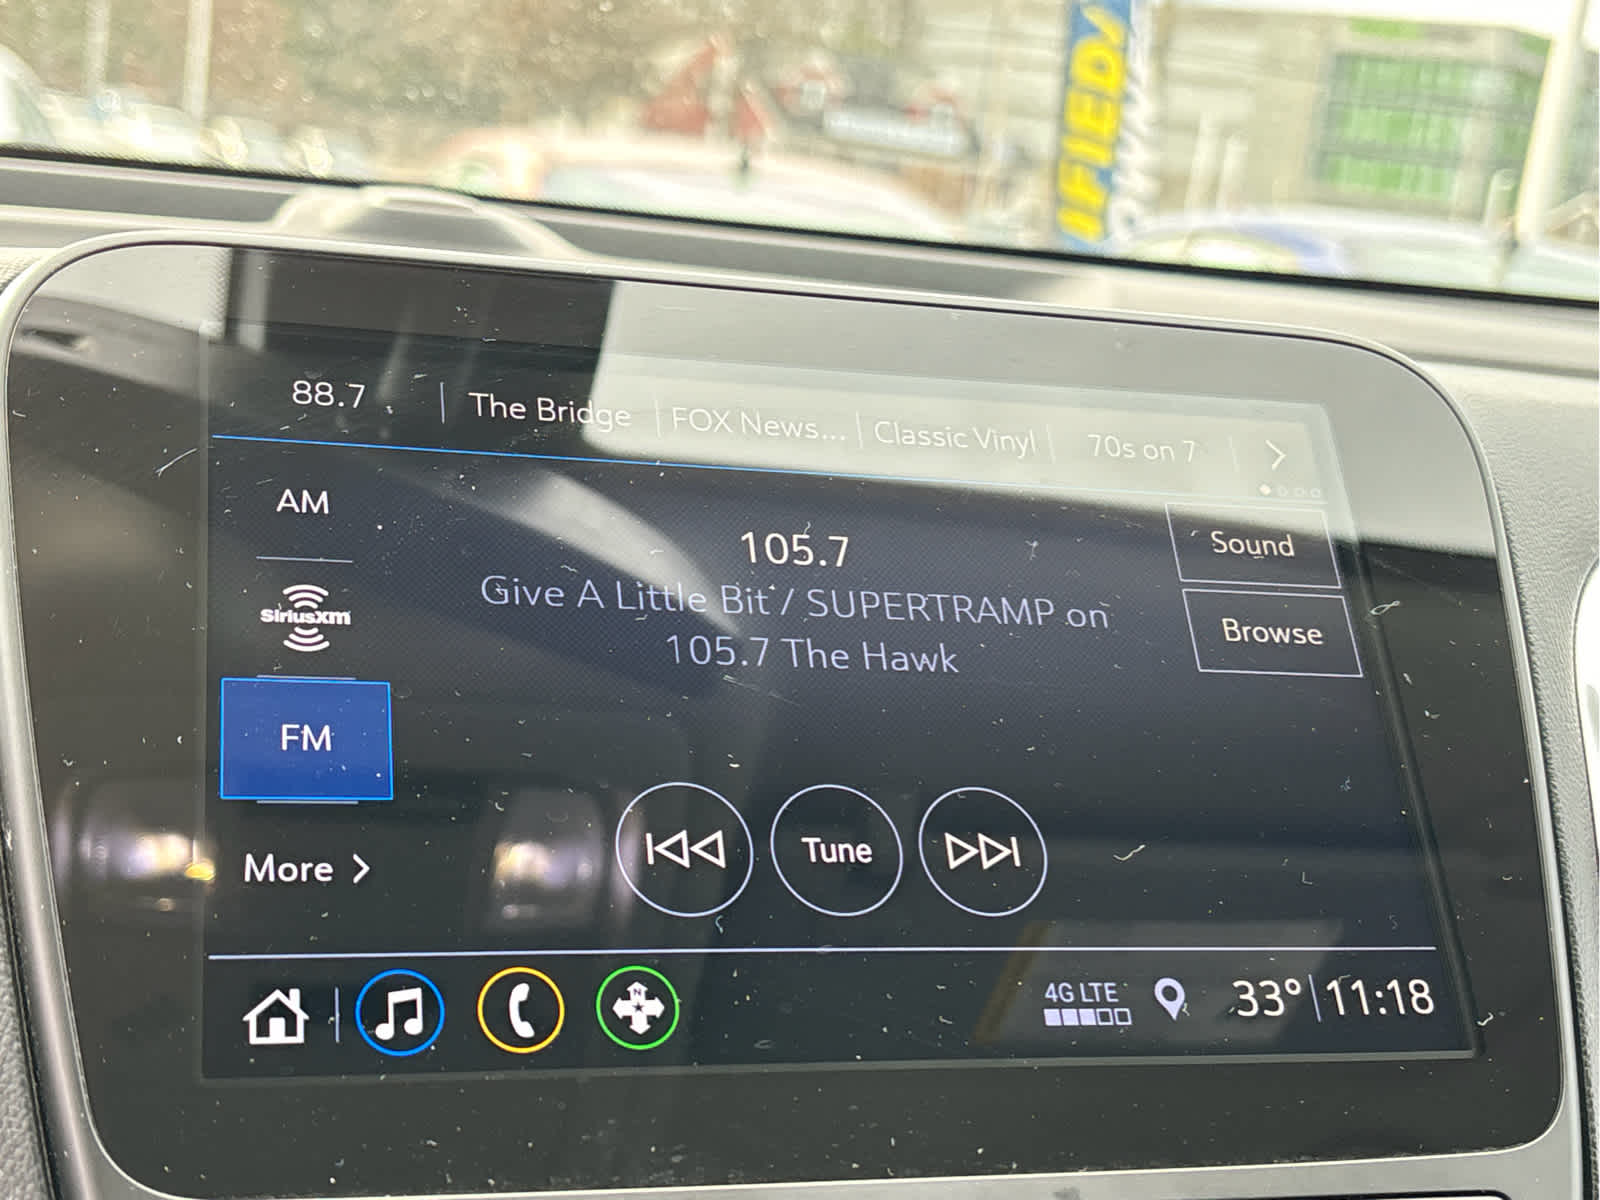 IFIED
88.7
The Bridge
FOX News...
Classic Vinyl
70s on 7
AM
105.7
Sound
Give A Little Bit / SUPERTRAMP on
105.7 The Hawk
siriusxm
Browse
FM
Tune
More
N
4G LTE
33° 11:18